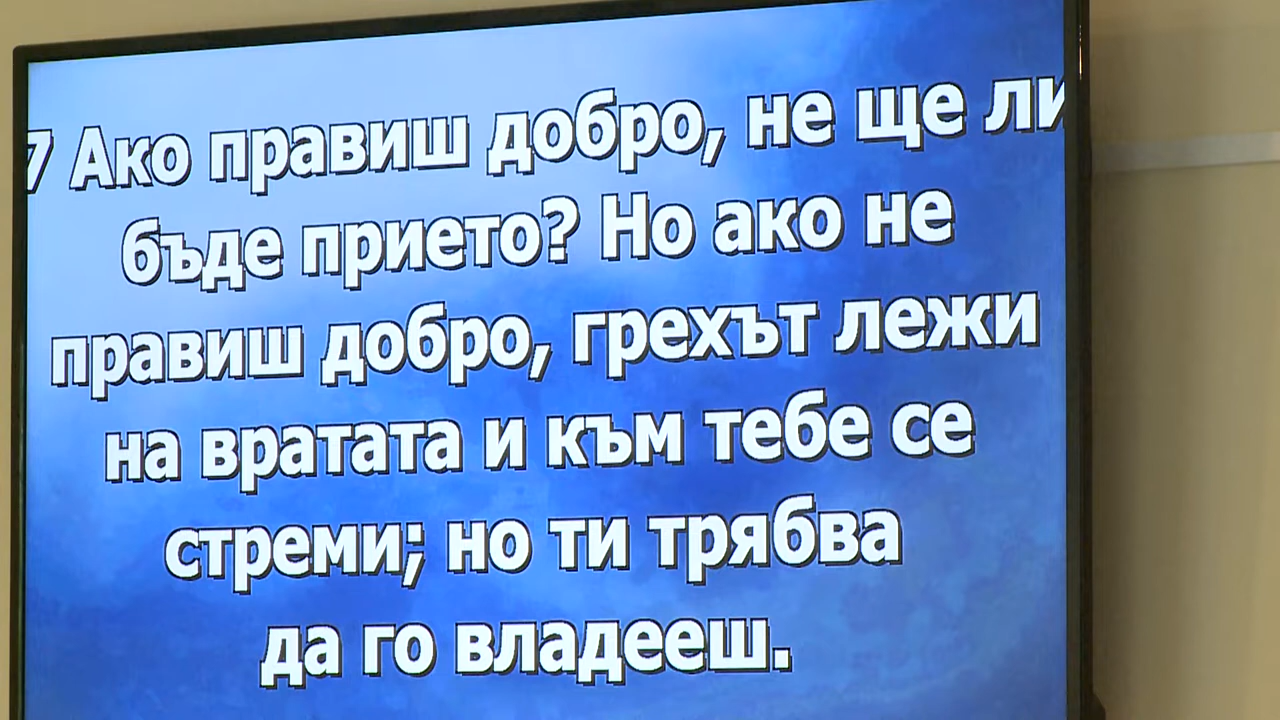 7 Ако правиш добро, не ще ли
бъде прието? Но ако не
правиш добро, грехът лежи
на вратата и към тебе се
стреми; но ти трябва
да го владееш.